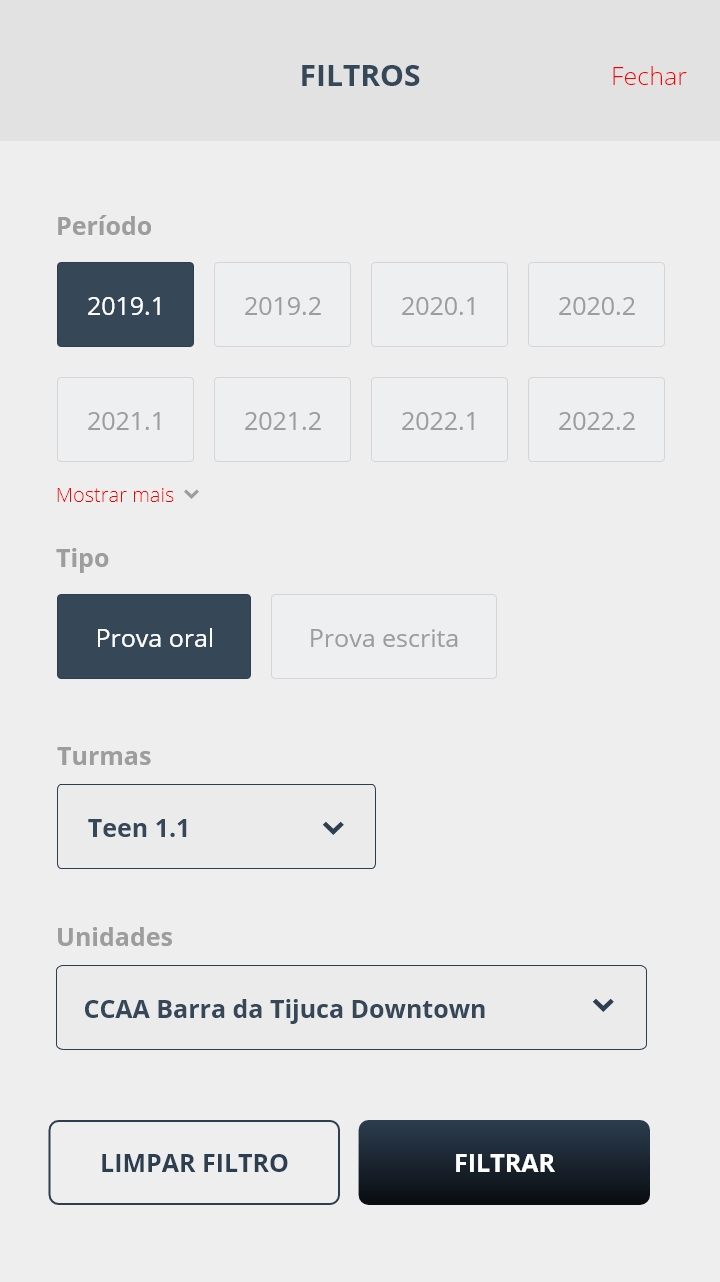 FILTROS
Fechar
Período
2019.1 2019.2 2020.1 2020.2
2021.1 2021.2 2022.1 2022.2
Mostrar mais
Tipo
Prova oral Prova escrita
Turmas
Teen 1.1
Unidades
CCAA Barra da Tijuca Downtown
LIMPAR FILTRO FILTRAR